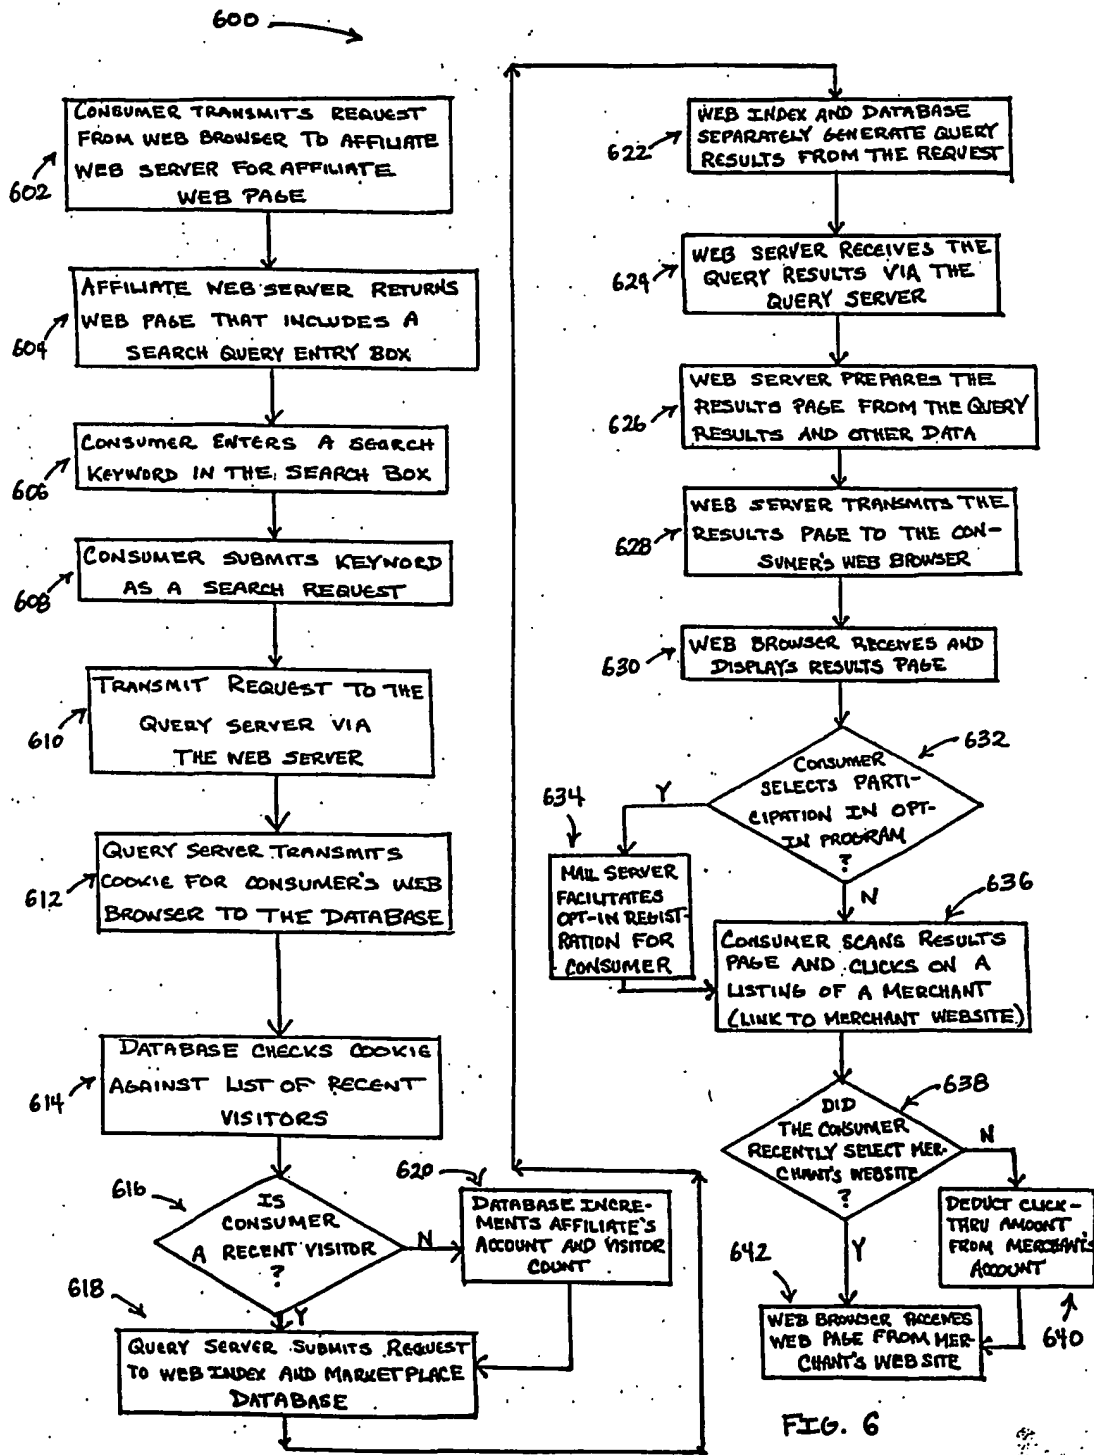 600
CONSUMER TRANSMITS REQUEST
FROM WEB BROWSER TO AFFILIATE
WEB SERVER FOR AFFILIATE
WEB PAGE
602
AFFILIATE WEB SERVER RETURNS
WEB PAGE THAT INCLUDES A
SEARCH QUERY ENTRY BOX
604
CONSUMER ENTERS A SEARCH
KEYWORD IN THE SEARCH BOX
606
CONSUMER SUBMITS KEYWORD
AS A SEARCH REQUEST
608
TRANSMIT REQUEST TO THE
QUERY SERVER VIA
THE WEB SERVER
610
QUERY SERVER TRANSMITS
COOKIE FOR CONSUMER'S WEB
BROWSER TO THE DATABASE
612
DATABASE CHECKS COOKIE
AGAINST LIST OF RECENT
VISITORS
614
616
IS
CONSUMER
A RECENT VISITOR
?
N
Y
620
DATABASE INCRE-
MENTS AFFILIATE'S
ACCOUNT AND VISITOR
COUNT
618
QUERY SERVER SUBMITS REQUEST
TO WEB INDEX AND MARKETPLACE
DATABASE
WEB INDEX AND DATABASE
SEPARATELY GENERATE QUERY
RESULTS FROM THE REQUEST
622
WEB SERVER RECEIVES THE
QUERY RESULTS VIA THE
QUERY SERVER
624
WEB SERVER PREPARES THE
RESULTS PAGE FROM THE QUERY
RESULTS AND OTHER DATA
626
WEB SERVER TRANSMITS THE
RESULTS PAGE TO THE CON-
SUMER'S WEB BROWSER
628
WEB BROWSER RECEIVES AND
DISPLAYS RESULTS PAGE
630
632
CONSUMER
SELECTS PARTI-
CIPATION IN OPT-
IN PROGRAM
?
Y
N
634
MAIL SERVER
FACILITATES
OPT-IN REGIST-
RATION FOR
CONSUMER
636
CONSUMER SCANS RESULTS
PAGE AND CLICKS ON A
LISTING OF A MERCHANT
(LINK TO MERCHANT WEBSITE)
638
DID
THE CONSUMER
RECENTLY SELECT MER-
CHANT'S WEBSITE
?
N
Y
DEDUCT CLICK-
THRU AMOUNT
FROM MERCHANT'S
ACCOUNT
640
642
WEB BROWSER RECEIVES
WEB PAGE FROM MER-
CHANT'S WEBSITE
FIG. 6